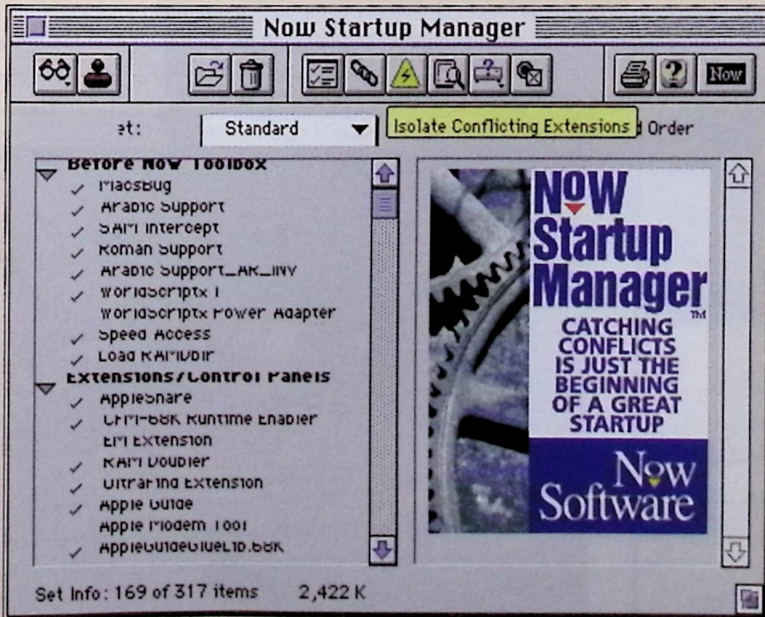 Now Startup Manager
Now
et: Standard Isolate Conflicting Extensions d Order
Before Now Toolbox
MacsBug
Arabic Support
SAM Intercept
Roman Support
Arabic Support_AR_INV
WorldScriptx I
WorldScriptx Power Adapter
Speed Access
Load RAMDblr
Extensions/Control Panels
AppleShare
CFM-68K Runtime Enabler
EM Extension
RAM Doubler
UltraFind Extension
Apple Guide
Apple Modem Tool
AppleGuideGlueLib.68K
Now
Startup
Manager
TM
CATCHING
CONFLICTS
IS JUST THE
BEGINNING
OF A GREAT
STARTUP
Now
Software
Set Info: 169 of 317 items 2,422 K